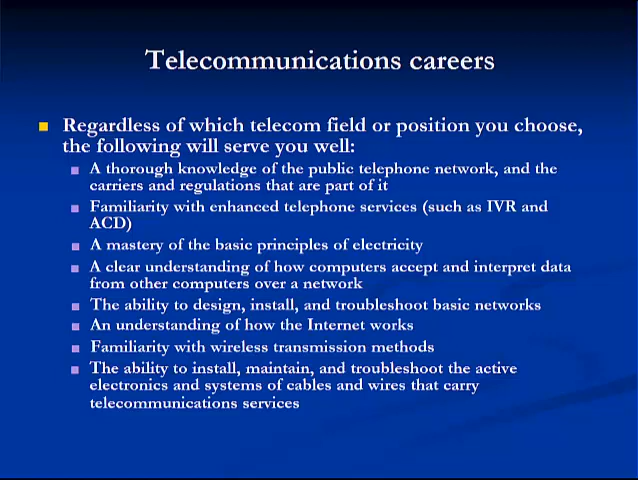 Telecommunications careers
Regardless of which telecom field or position you choose,
the following will serve you well:
A thorough knowledge of the public telephone network, and the
carriers and regulations that are part of it
Familiarity with enhanced telephone services (such as IVR and
ACD)
A mastery of the basic principles of electricity
A clear understanding of how computers accept and interpret data
from other computers over a network
The ability to design, install, and troubleshoot basic networks
An understanding of how the Internet works
Familiarity with wireless transmission methods
The ability to install, maintain, and troubleshoot the active
electronics and systems of cables and wires that carry
telecommunications services